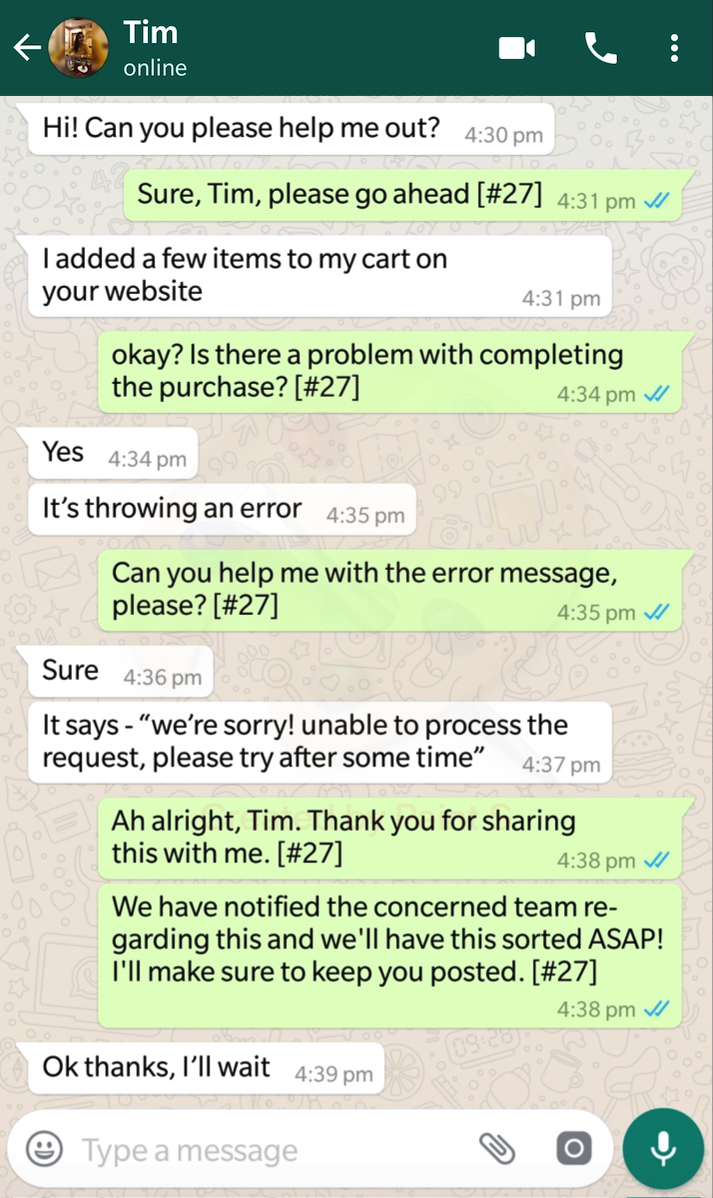 Tim
online
Hi! Can you please help me out? 4:30 pm
Sure, Tim, please go ahead [#27] 4:31 pm
I added a few items to my cart on
your website 4:31 pm
okay? Is there a problem with completing
the purchase? [#27] 4:34 pm
Yes 4:34 pm
It's throwing an error 4:35 pm
Can you help me with the error message,
please? [#27] 4:35 pm
Sure 4:36 pm
It says - “we're sorry! unable to process the
request, please try after some time” 4:37 pm
Ah alright, Tim. Thank you for sharing
this with me. [#27] 4:38 pm
We have notified the concerned team re-
garding this and we'll have this sorted ASAP!
I'll make sure to keep you posted. [#27]
4:38 pm
Ok thanks, I'll wait 4:39 pm
Type a message